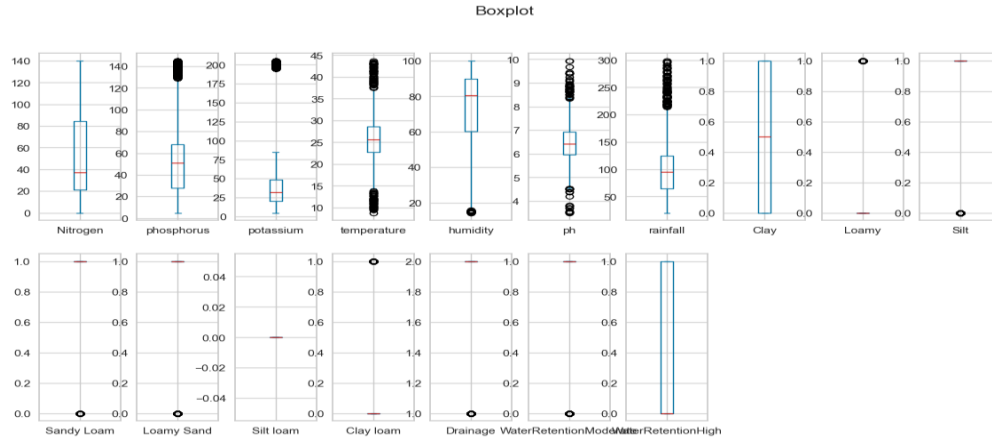 Boxplot
140 120 100 80 60 40 20 0
Nitrogen
144 125 100 75 50 25 0
phosphorus
200 175 150 125 100 75 50 25 0
potassium
45 40 35 30 25 20 15 10
temperature
100 80 60 40 20
humidity
10 9 8 7 6 5 4
ph
300 250 200 150 100 50
rainfall
1.0 0.8 0.6 0.4 0.2 0.0
Clay
1.0 0.8 0.6 0.4 0.2 0.0
Loamy
1.0 0.8 0.6 0.4 0.2 0.0
Silt
1.0 0.8 0.6 0.4 0.2 0.0
Sandy Loam
1.0 0.8 0.6 0.4 0.2 0.0
Loamy Sand
0.04 0.02 0.00 −0.02 −0.04
Silt loam
1.0 0.8 0.6 0.4 0.2 0.0
Clay loam
2.0 1.8 1.6 1.4 1.2 1.0
Drainage
1.0 0.8 0.6 0.4 0.2 0.0
WaterRetentionModerate
1.0 0.8 0.6 0.4 0.2 0.0
WaterRetentionHigh